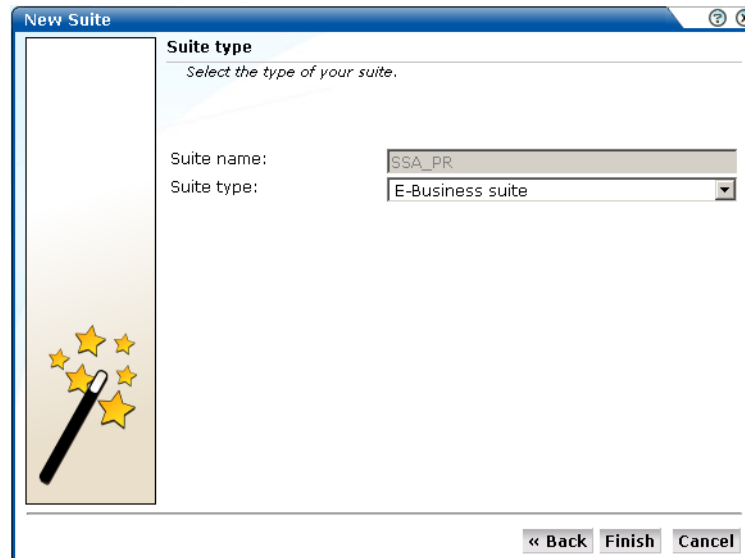 New Suite
Suite type
Select the type of your suite.
Suite name: SSA_PR
Suite type: E-Business suite
« Back Finish Cancel